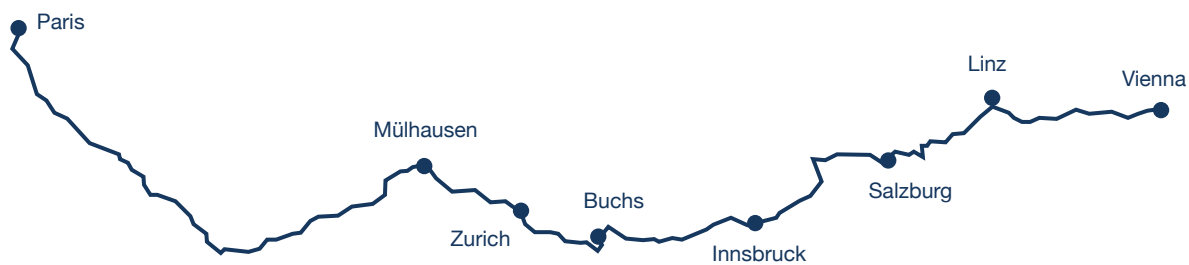 Paris
Mülhausen
Zurich
Buchs
Innsbruck
Salzburg
Linz
Vienna